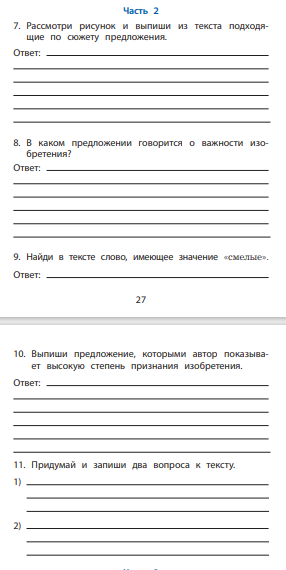 Часть 2
7. Рассмотри рисунок и выпиши из текста подходя-
щие по сюжету предложения.
Ответ:
8. В каком предложении говорится о важности изо-
бретения?
Ответ:
9. Найди в тексте слово, имеющее значение «смелые».
Ответ:
27
10. Выпиши предложение, которыми автор показыва-
ет высокую степень признания изобретения.
Ответ:
11. Придумай и запиши два вопроса к тексту.
1)
2)